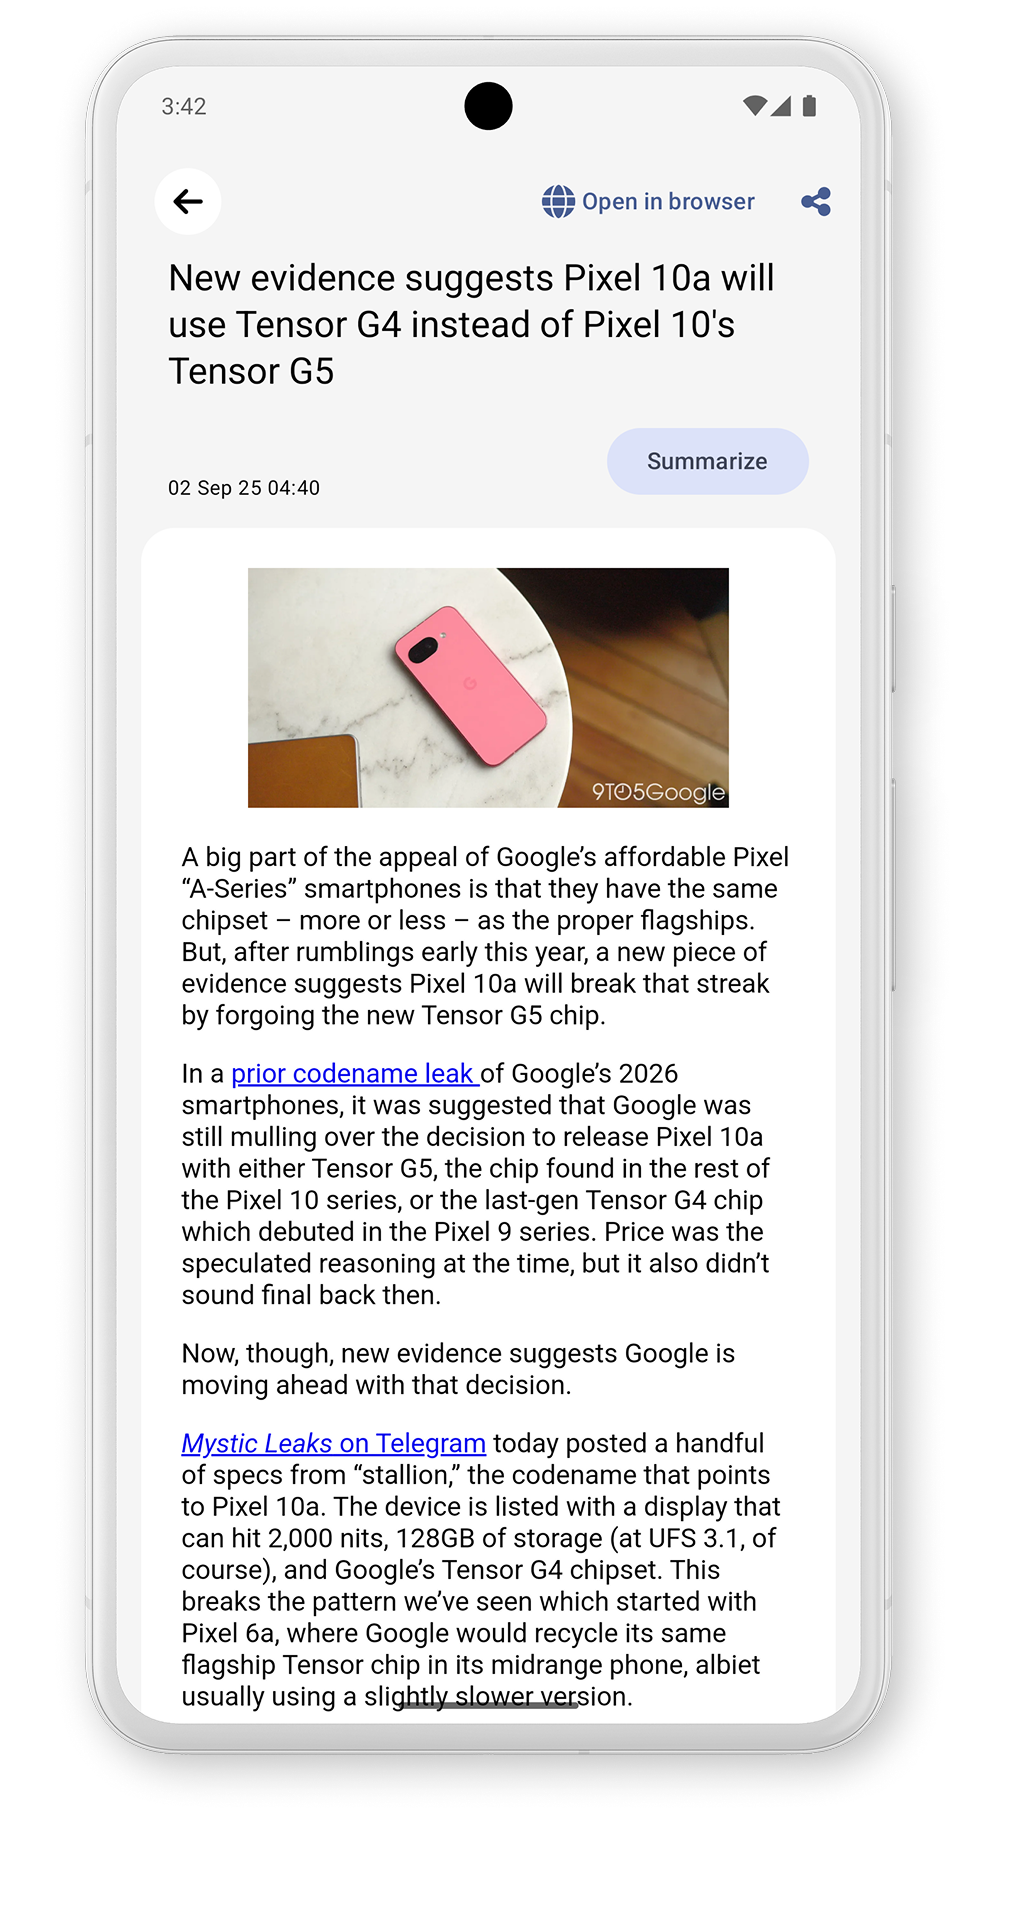 3:42
Open in browser
New evidence suggests Pixel 10a will
use Tensor G4 instead of Pixel 10's
Tensor G5
Summarize
02 Sep 25 04:40
9TO5Google
A big part of the appeal of Google’s affordable Pixel
“A-Series” smartphones is that they have the same
chipset – more or less – as the proper flagships.
But, after rumblings early this year, a new piece of
evidence suggests Pixel 10a will break that streak
by forgoing the new Tensor G5 chip.
In a prior codename leak of Google’s 2026
smartphones, it was suggested that Google was
still mulling over the decision to release Pixel 10a
with either Tensor G5, the chip found in the rest of
the Pixel 10 series, or the last-gen Tensor G4 chip
which debuted in the Pixel 9 series. Price was the
speculated reasoning at the time, but it also didn’t
sound final back then.
Now, though, new evidence suggests Google is
moving ahead with that decision.
Mystic Leaks on Telegram today posted a handful
of specs from “stallion,” the codename that points
to Pixel 10a. The device is listed with a display that
can hit 2,000 nits, 128GB of storage (at UFS 3.1, of
course), and Google’s Tensor G4 chipset. This
breaks the pattern we’ve seen which started with
Pixel 6a, where Google would recycle its same
flagship Tensor chip in its midrange phone, albiet
usually using a slightly slower version.